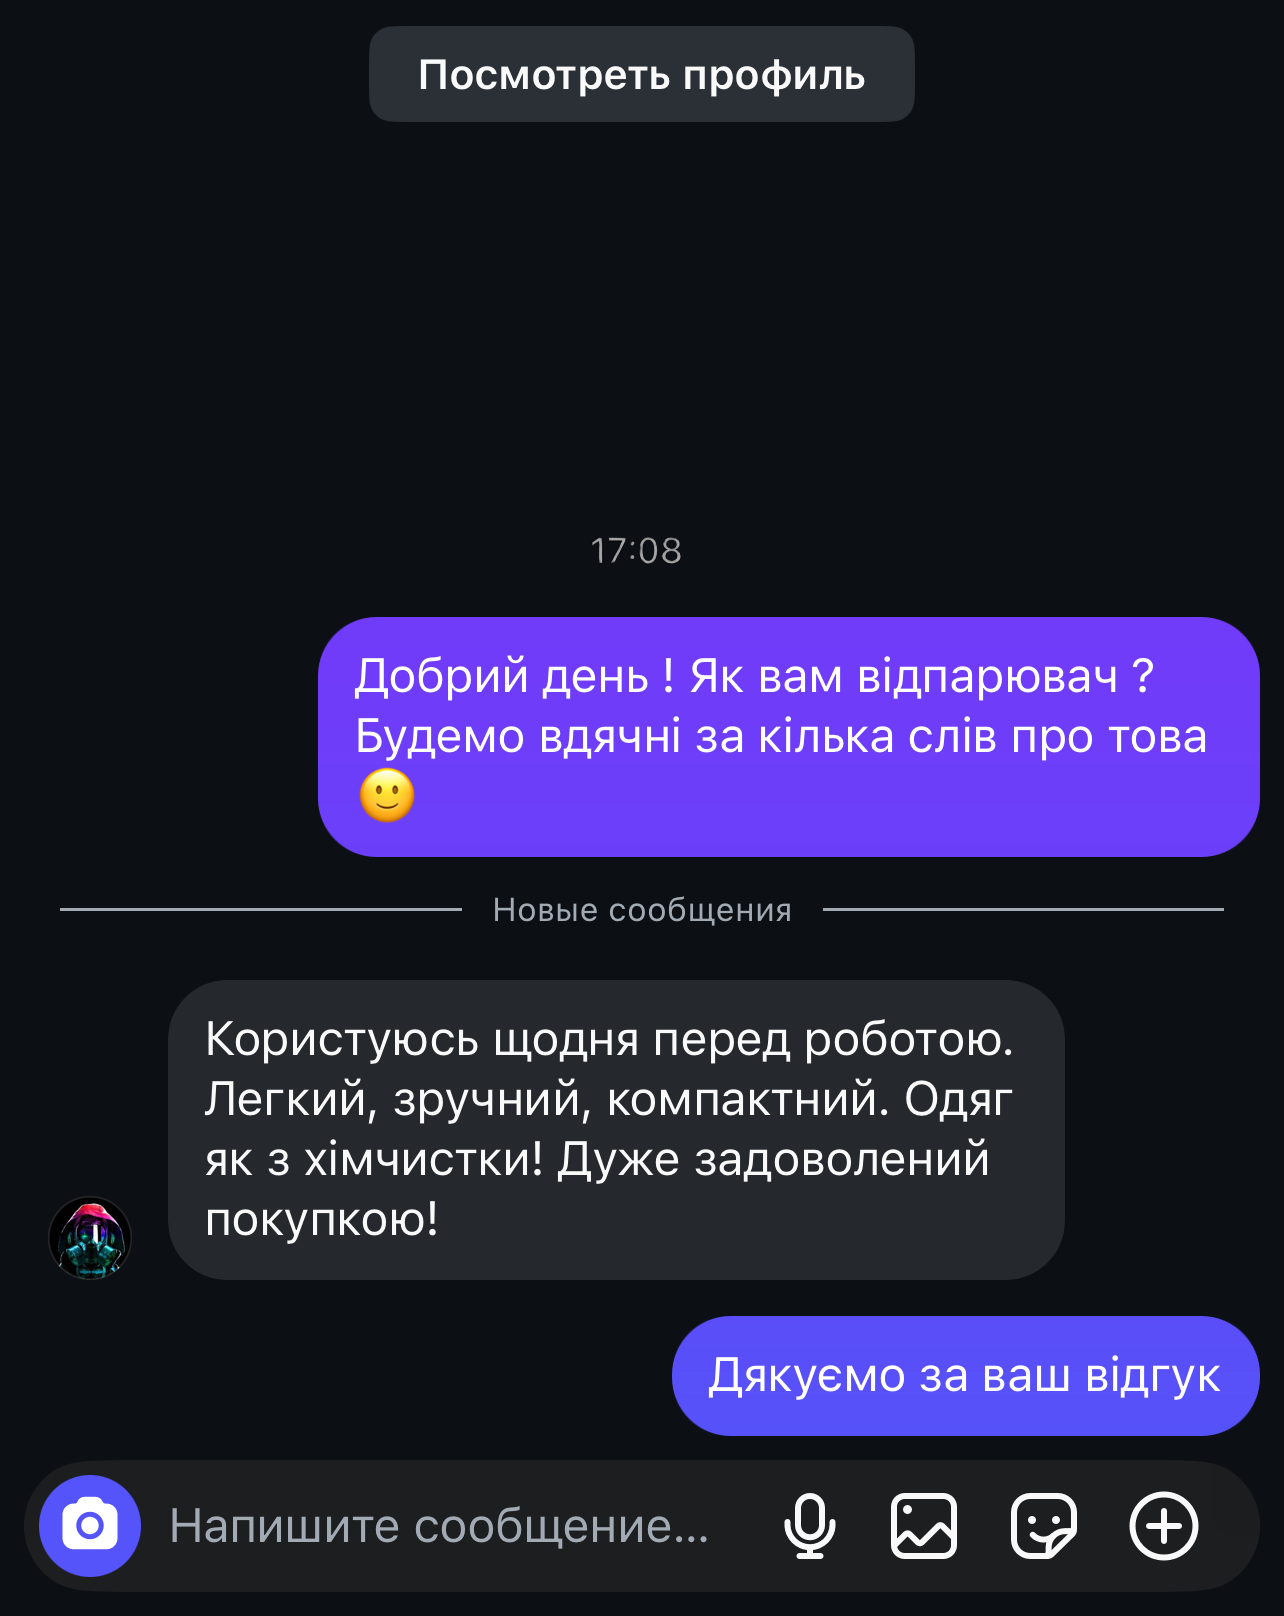 Посмотреть профиль
17:08
Добрий день ! Як вам відпарювач ?
Будемо вдячні за кілька слів про това
🙂
Новые сообщения
Користуюсь щодня перед роботою.
Легкий, зручний, компактний. Одяг
як з хімчистки! Дуже задоволений
покупкою!
Дякуємо за ваш відгук
Напишите сообщение...